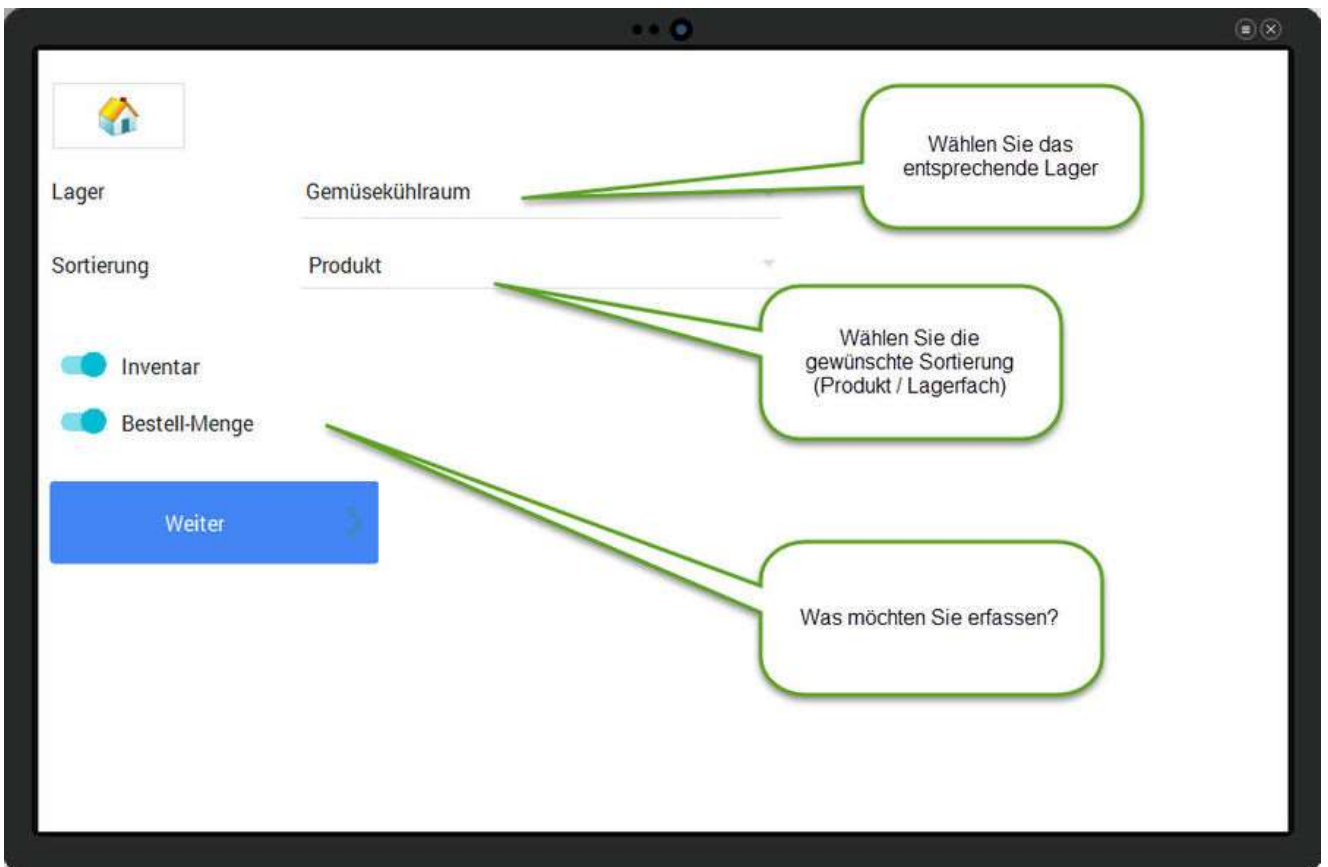 Wählen Sie das
entsprechende Lager
Lager
Gemüsekühlraum
Sortierung
Produkt
Wählen Sie die
gewünschte Sortierung
(Produkt / Lagerfach)
Inventar
Bestell-Menge
Weiter
Was möchten Sie erfassen?